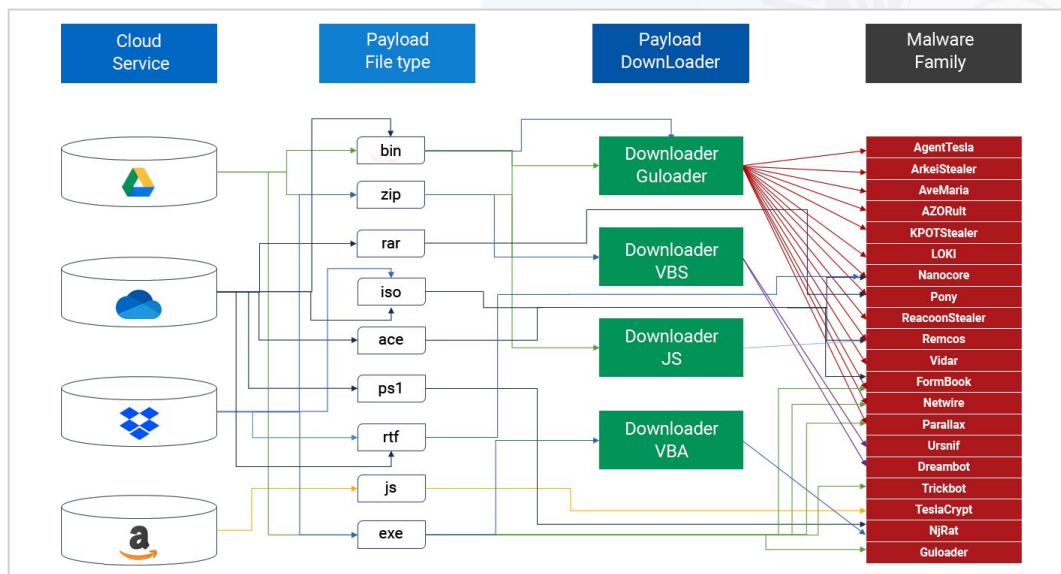 Cloud
Service
Payload
File type
Payload
DownLoader
Malware
Family
bin
zip
rar
iso
ace
ps1
rtf
js
exe
Downloader
Guloader
Downloader
VBS
Downloader
JS
Downloader
VBA
AgentTesla
ArkeiStealer
AveMaria
AZORult
KPOTStealer
LOKI
Nanocore
Pony
ReacoonStealer
Remcos
Vidar
FormBook
Netwire
Parallax
Ursnif
Dreambot
Trickbot
TeslaCrypt
NjRat
Guloader
a